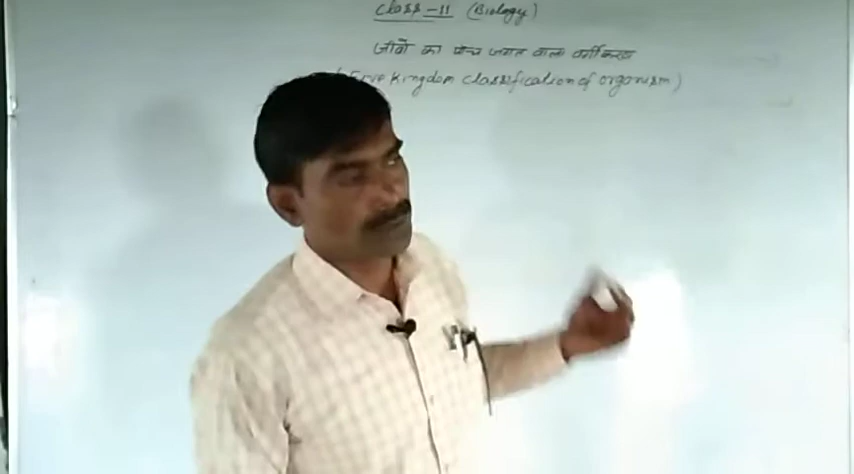 Class - 11 (Biology)
जीवों का पांच जगत वाला वर्गीकरण
(Five Kingdom classification of organism)